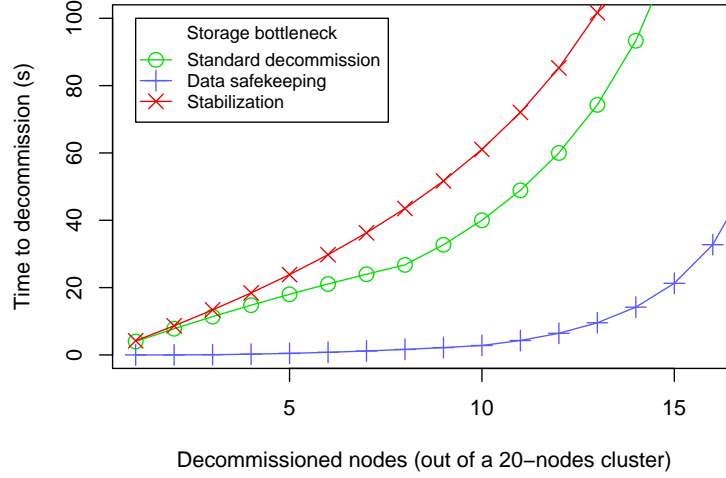 Time to decommission (s)
100
80
60
40
20
0
Storage bottleneck
Standard decommission
Data safekeeping
Stabilization
5
10
15
Decommissioned nodes (out of a 20−nodes cluster)